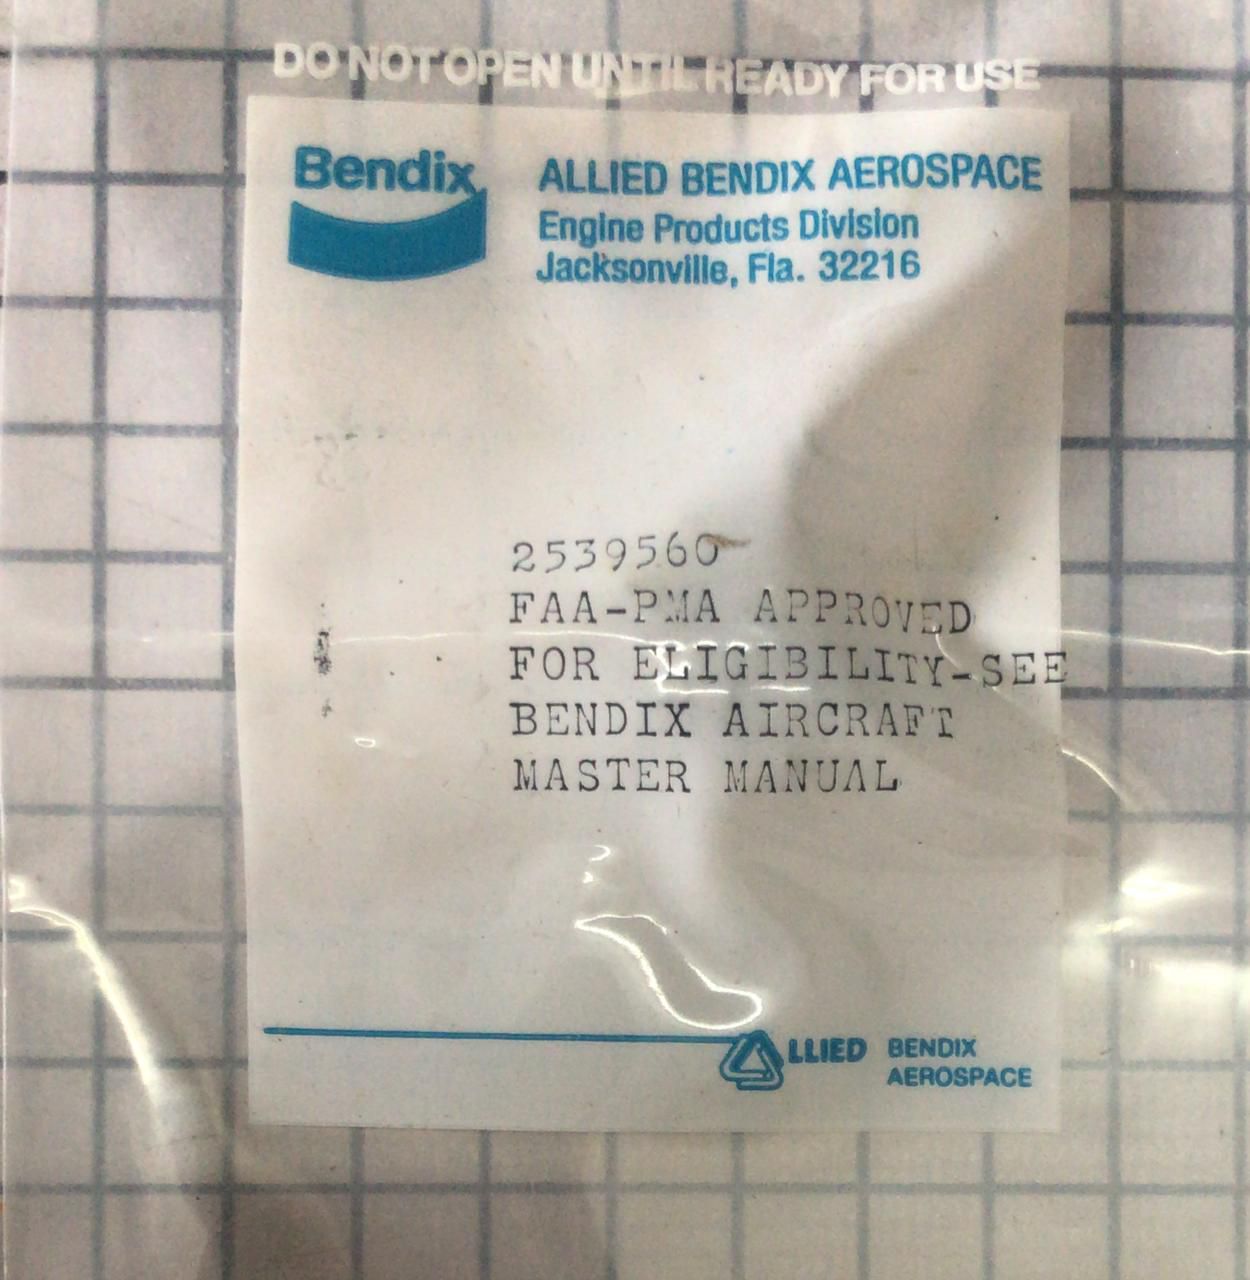 DO NOT OPEN UNTIL READY FOR USE
Bendix
ALLIED BENDIX AEROSPACE
Engine Products Division
Jacksonville, Fla. 32216
2539560
FAA-PMA APPROVED
FOR ELIGIBILITY-SEE
BENDIX AIRCRAFT
MASTER MANUAL
ALLIED BENDIX
AEROSPACE